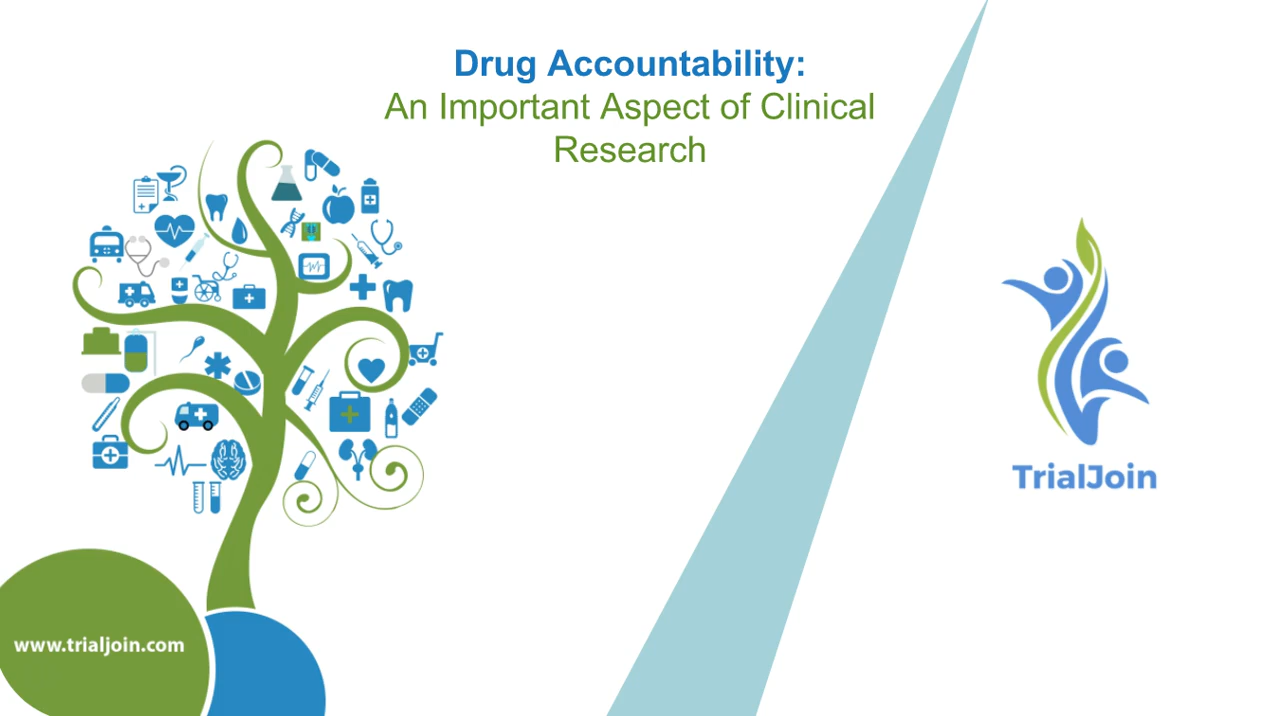 Drug Accountability:
An Important Aspect of Clinical
Research
TrialJoin
www.trialjoin.com